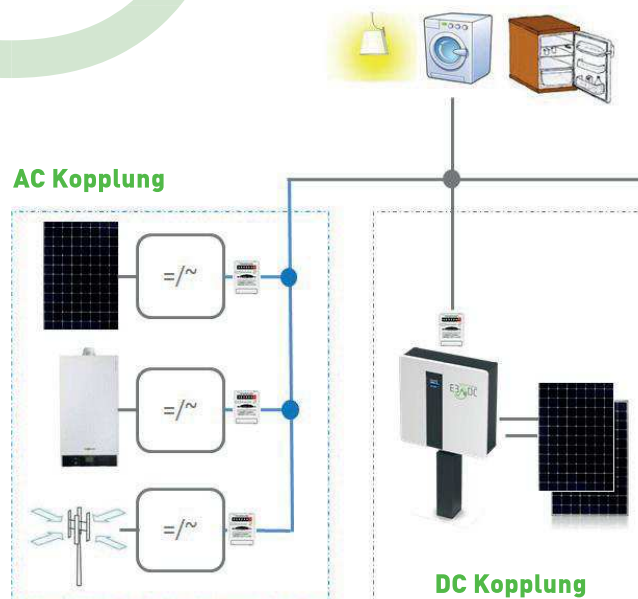 AC Kopplung
=/~
=/~
=/~
E3/DC
DC Kopplung